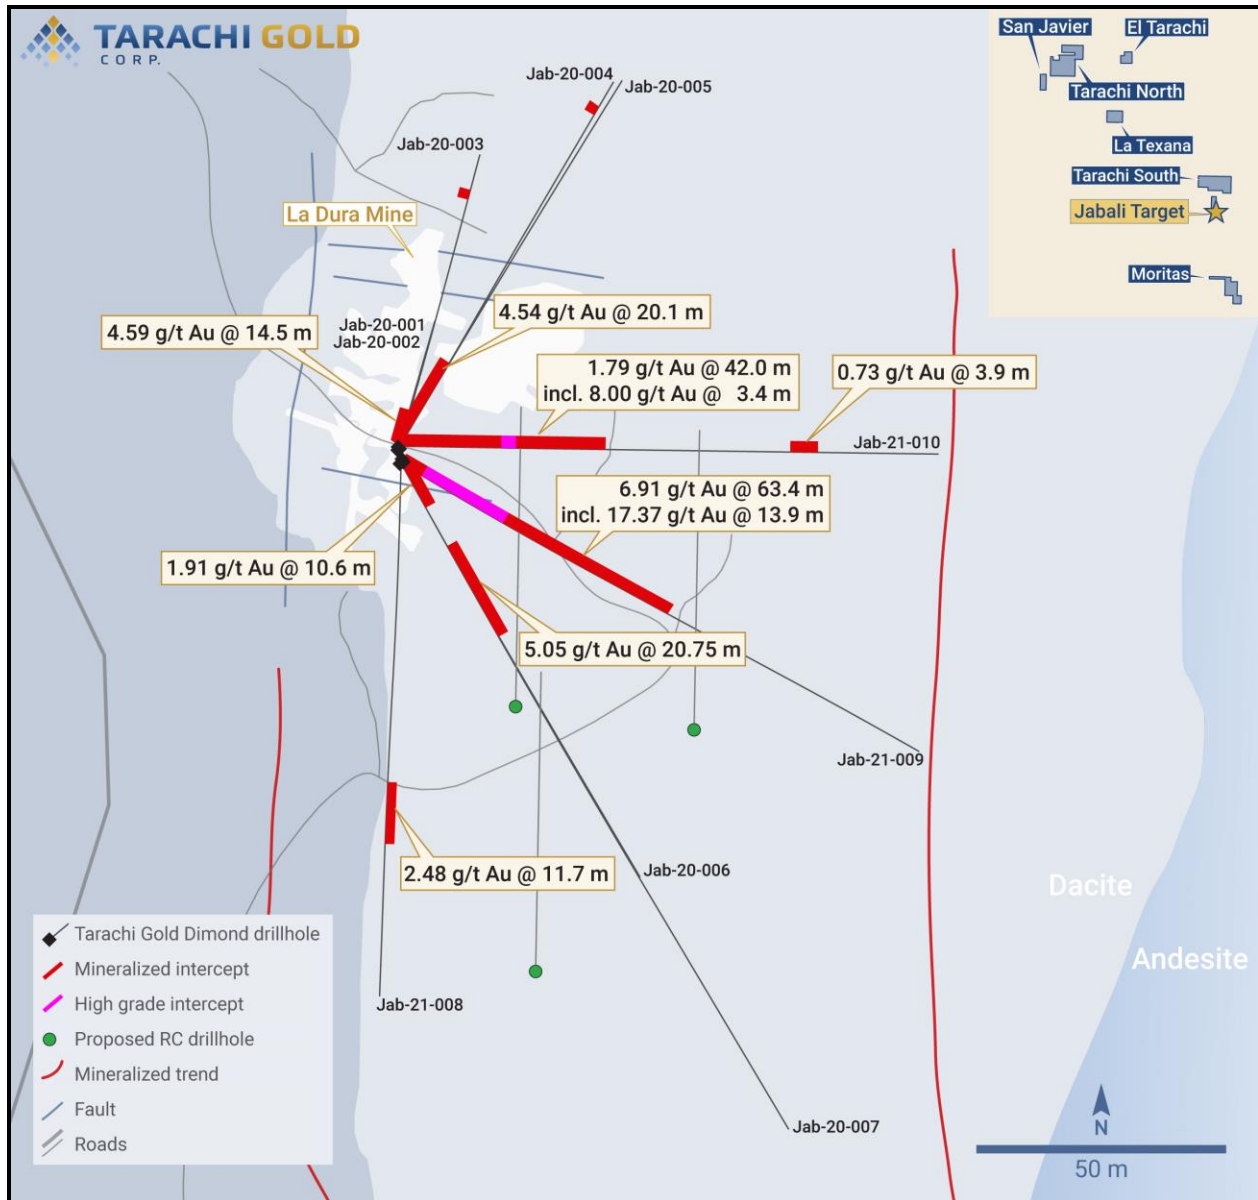 TARACHI GOLD
CORP.
San Javier
El Tarachi
Tarachi North
La Texana
Tarachi South
Jabali Target
Moritas
Jab-20-004
Jab-20-005
Jab-20-003
La Dura Mine
4.59 g/t Au @ 14.5 m
Jab-20-001
Jab-20-002
4.54 g/t Au @ 20.1 m
1.79 g/t Au @ 42.0 m
incl. 8.00 g/t Au @ 3.4 m
0.73 g/t Au @ 3.9 m
Jab-21-010
6.91 g/t Au @ 63.4 m
incl. 17.37 g/t Au @ 13.9 m
1.91 g/t Au @ 10.6 m
5.05 g/t Au @ 20.75 m
Jab-21-009
2.48 g/t Au @ 11.7 m
Jab-20-006
Dacite
Andesite
Jab-21-008
Jab-20-007
Tarachi Gold Dimond drillhole
Mineralized intercept
High grade intercept
Proposed RC drillhole
Mineralized trend
Fault
Roads
N
50 m